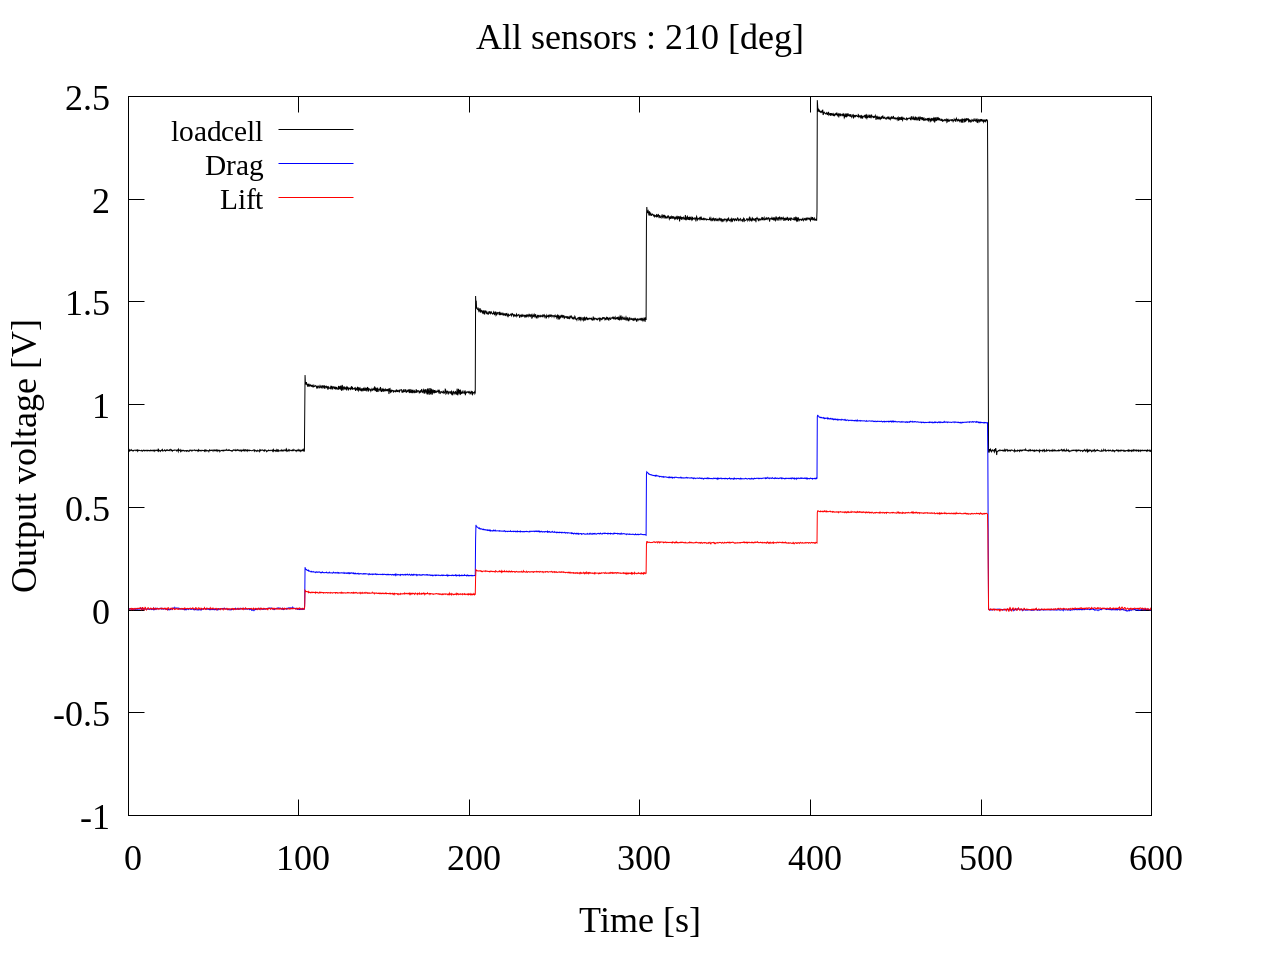 All sensors : 210 [deg]
loadcell
Drag
Lift
2.5
2
1.5
1
0.5
0
-0.5
-1
Output voltage [V]
0 100 200 300 400 500 600
Time [s]